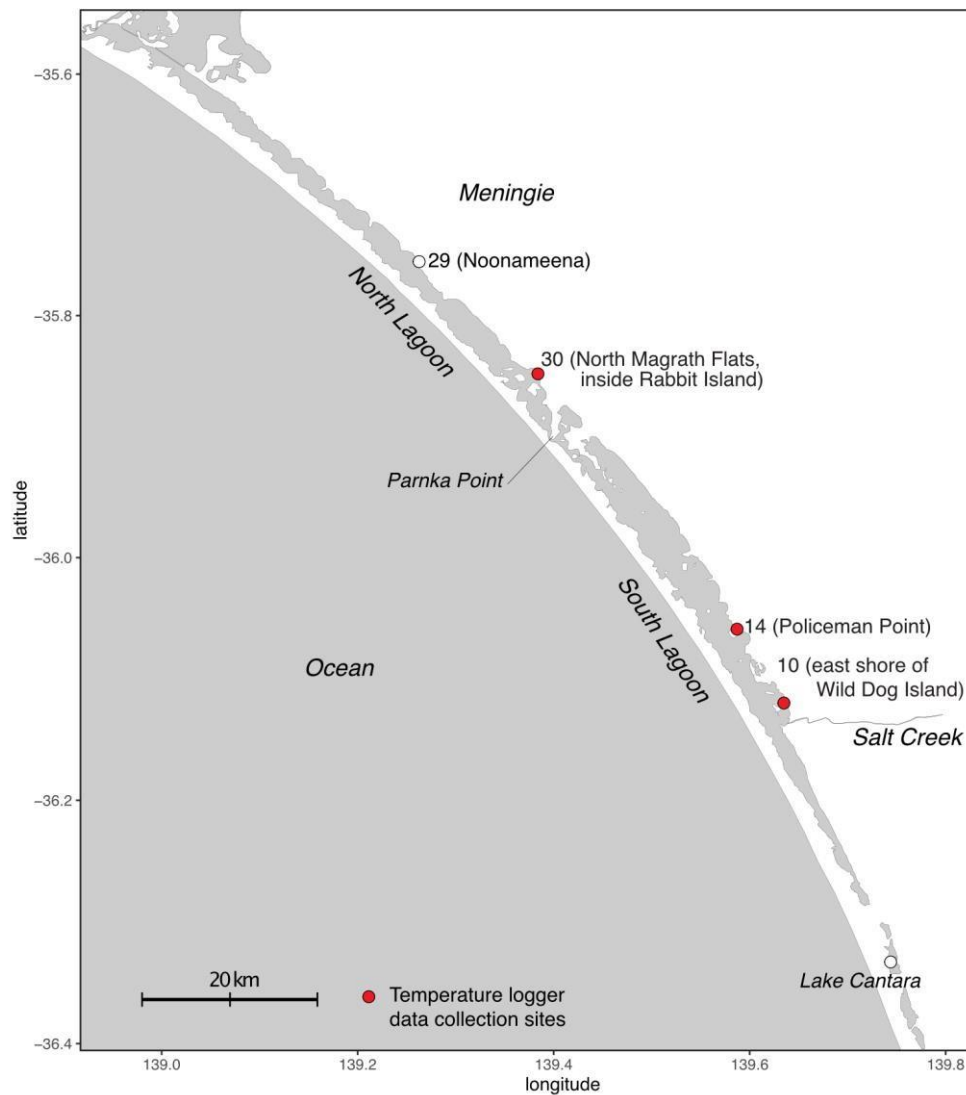 −35.6
−35.8
−36.0
−36.2
−36.4
latitude
Meningie
29 (Noonameena)
North Lagoon
30 (North Magrath Flats,
inside Rabbit Island)
Parnka Point
South Lagoon
14 (Policeman Point)
10 (east shore of
Wild Dog Island)
Ocean
Salt Creek
Lake Cantara
20 km
Temperature logger
data collection sites
139.0
139.2
139.4
139.6
139.8
longitude